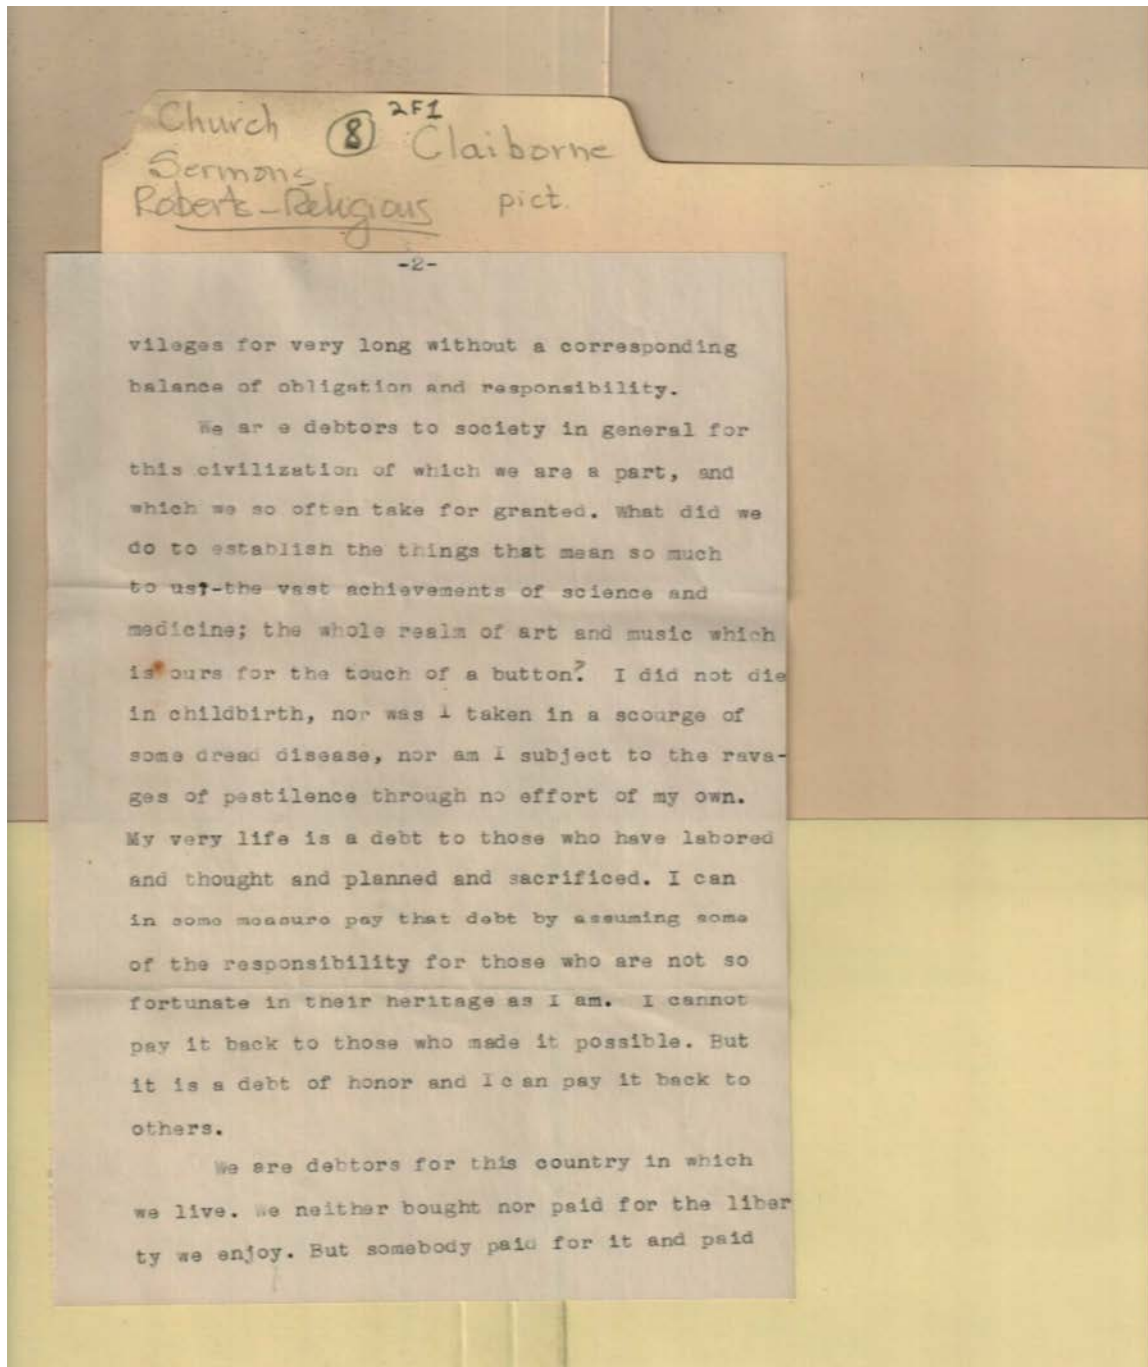 Church (8) 2F1 Claiborne
Sermons
Roberts-Religious pict.
-2-
vileges for very long without a corresponding
balance of obligation and responsibility.
We ar e debtors to society in general for
this civilization of which we are a part, and
which we so often take for granted. What did we
do to establish the things that mean so much
to us?-the vast achievements of science and
medicine; the whole realm of art and music which
is ours for the touch of a button? I did not die
in childbirth, nor was I taken in a scourge of
some dread disease, nor am I subject to the rava-
ges of pestilence through no effort of my own.
My very life is a debt to those who have labored
and thought and planned and sacrificed. I can
in some measure pay that debt by assuming some
of the responsibility for those who are not so
fortunate in their heritage as I am. I cannot
pay it back to those who made it possible. But
it is a debt of honor and I c an pay it back to
others.
We are debtors for this country in which
we live. We neither bought nor paid for the liber
ty we enjoy. But somebody paid for it and paid